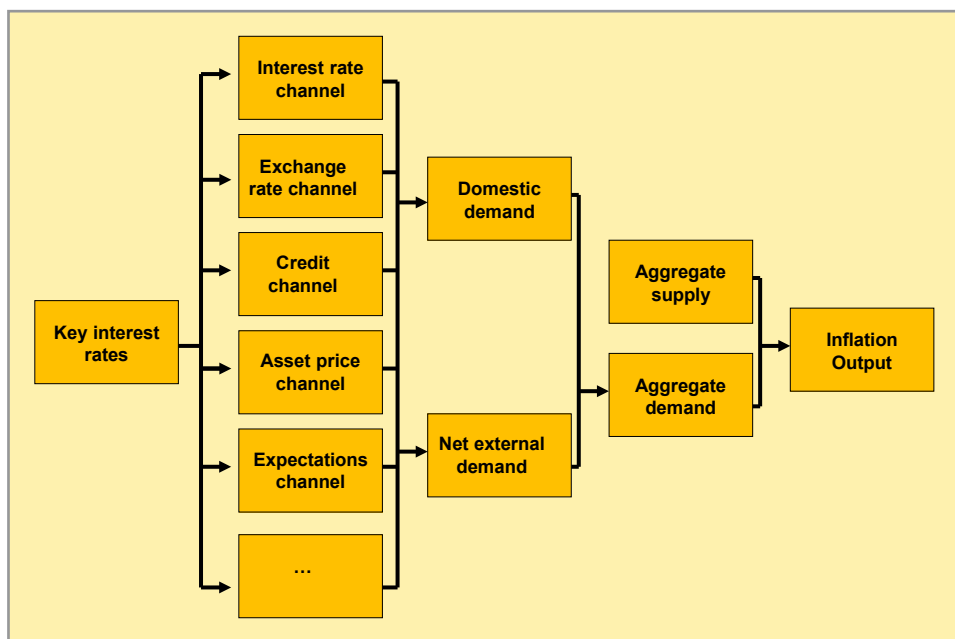 Interest rate
channel
Exchange
rate channel
Credit
channel
Key interest
rates
Asset price
channel
Expectations
channel
…
Domestic
demand
Net external
demand
Aggregate
supply
Aggregate
demand
Inflation
Output